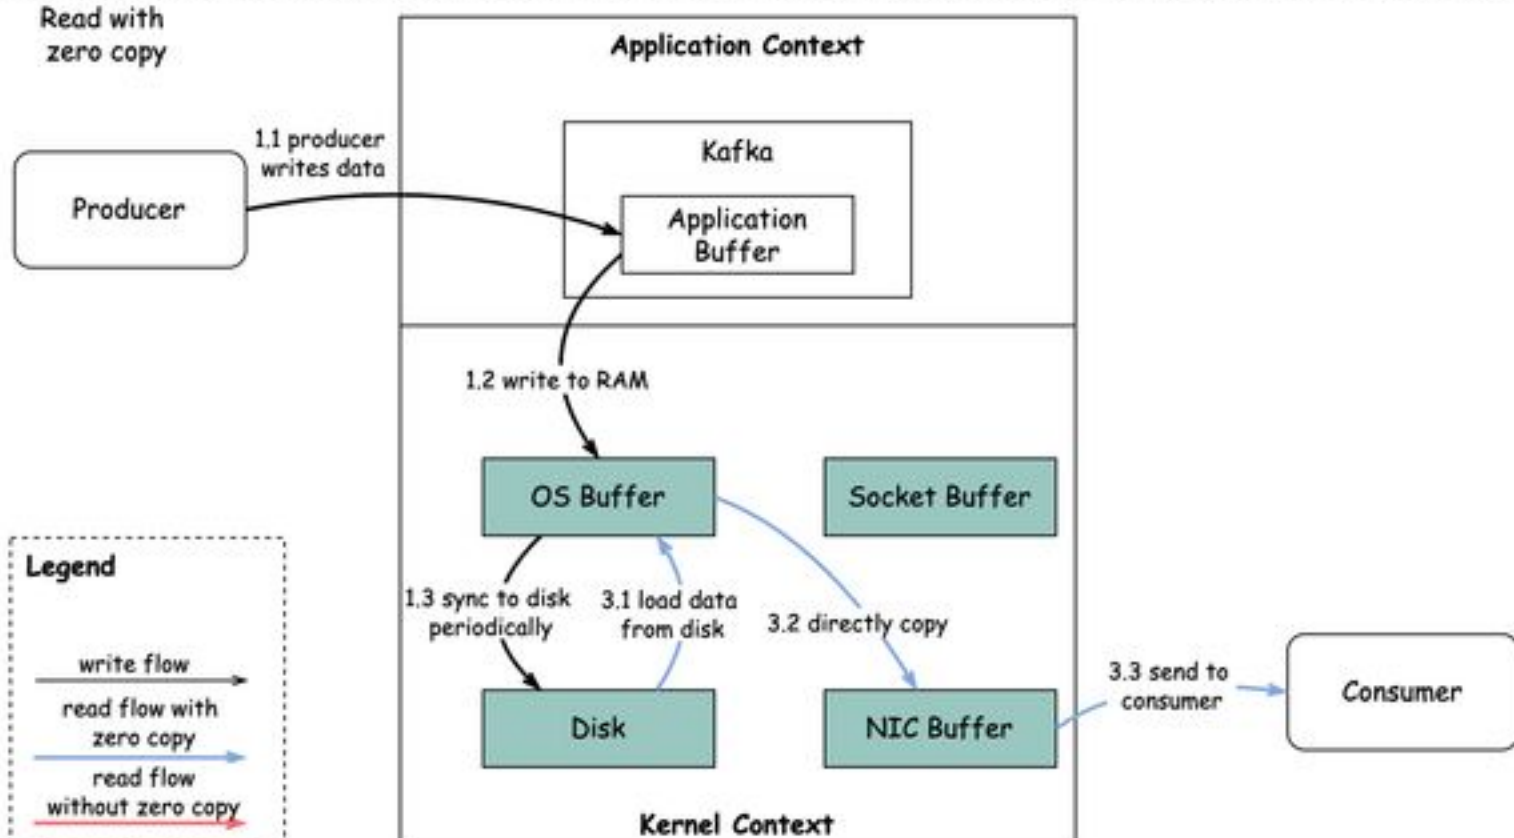 Read with
zero copy
Application Context
1.1 producer
writes data
Kafka
Producer
Application
Buffer
1.2 write to RAM
OS Buffer
Socket Buffer
Legend
1.3 sync to disk
periodically
3.1 load data
from disk
3.2 directly copy
write flow
3.3 send to
consumer
Consumer
read flow with
zero copy
Disk
NIC Buffer
read flow
without zero copy
Kernel Context